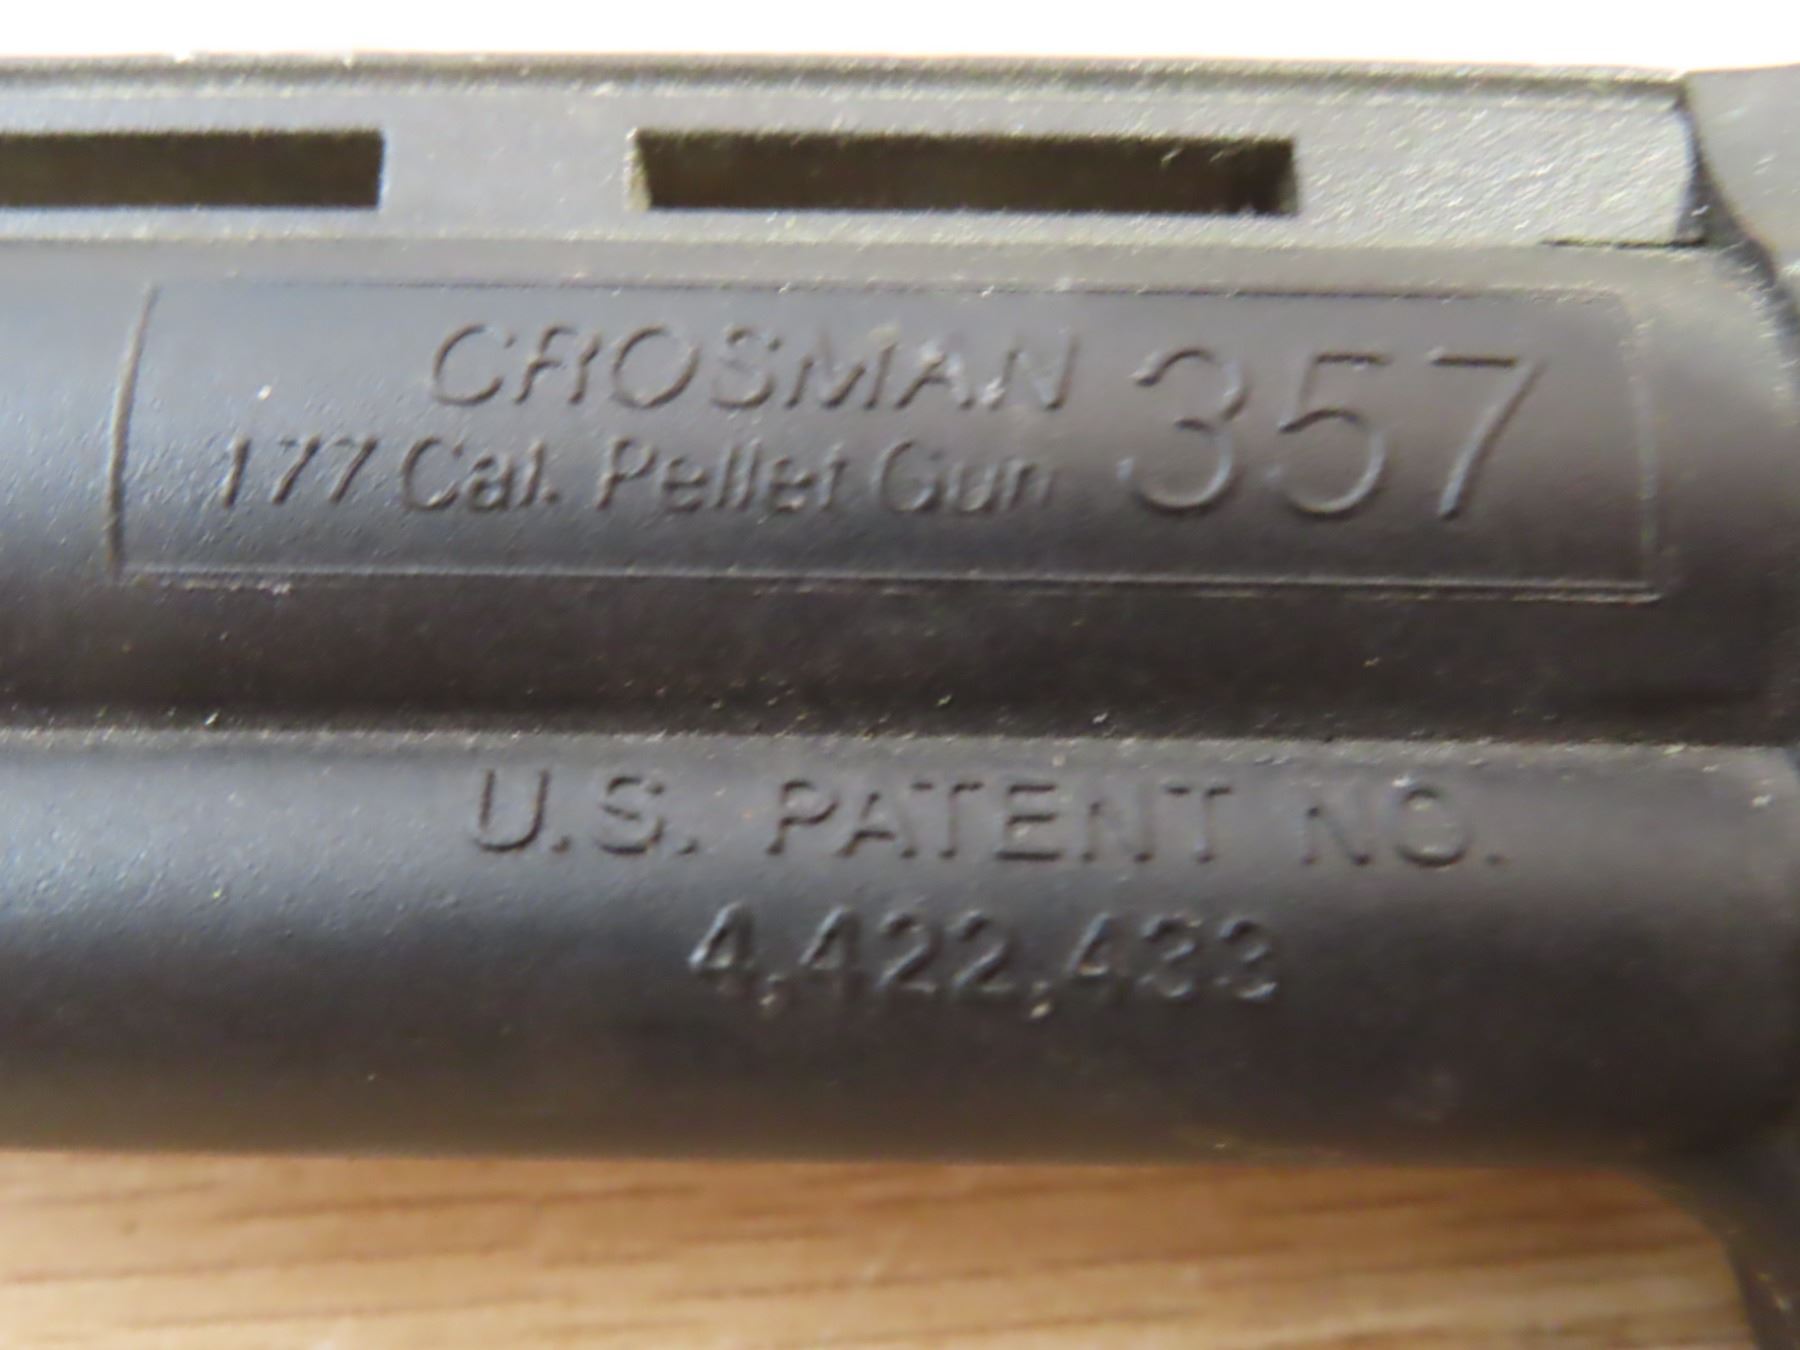 CROSMAN 357
177 Cal. Pellet Gun
U.S. PATENT NO.
4,422,433